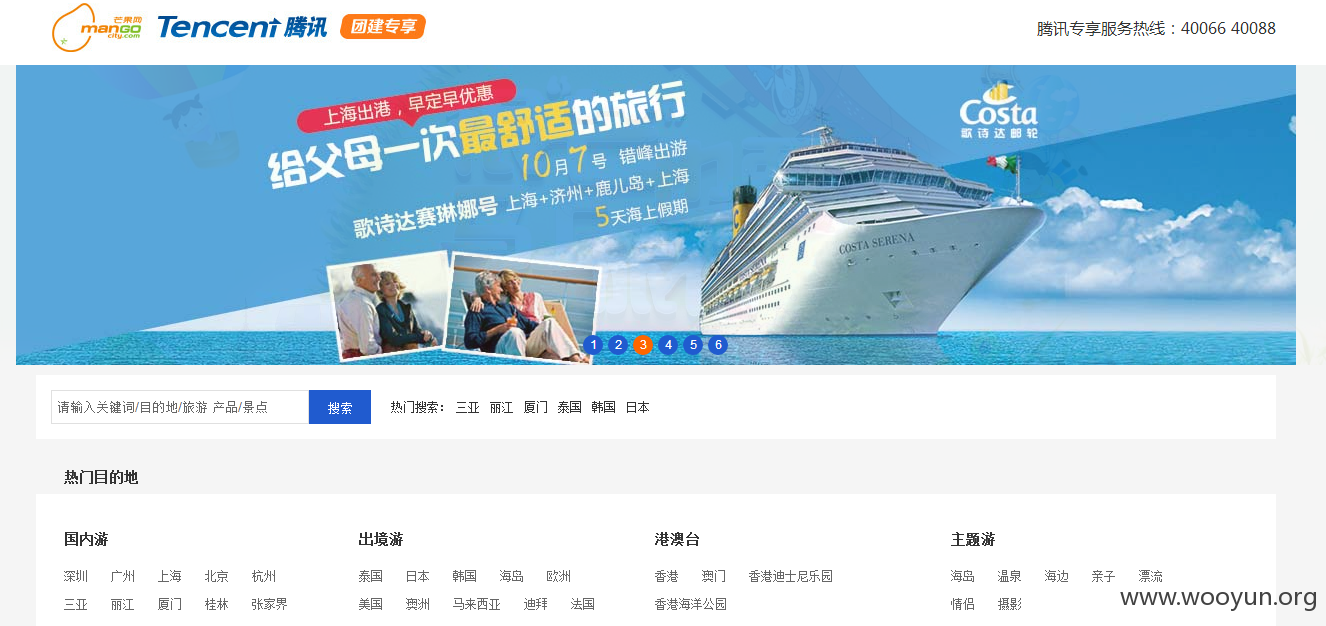 芒果网
mango
city.com
Tencent 腾讯
团建专享
腾讯专享服务热线：40066 40088
上海出港，早定早优惠
给父母一次最舒适的旅行
10月7号 错峰出游
歌诗达赛琳娜号 上海+济州+鹿儿岛+上海
5天海上假期
Costa
歌诗达邮轮
COSTA SERENA
1 2 3 4 5 6
请输入关键词/目的地/旅游 产品/景点
搜索
热门搜索： 三亚 丽江 厦门 泰国 韩国 日本
热门目的地
国内游 出境游 港澳台 主题游
深圳 广州 上海 北京 杭州 泰国 日本 韩国 海岛 欧洲 香港 澳门 香港迪士尼乐园 海岛 温泉 海边 亲子 漂流
三亚 丽江 厦门 桂林 张家界 美国 澳洲 马来西亚 迪拜 法国 香港海洋公园 情侣 摄影
www.wooyun.org